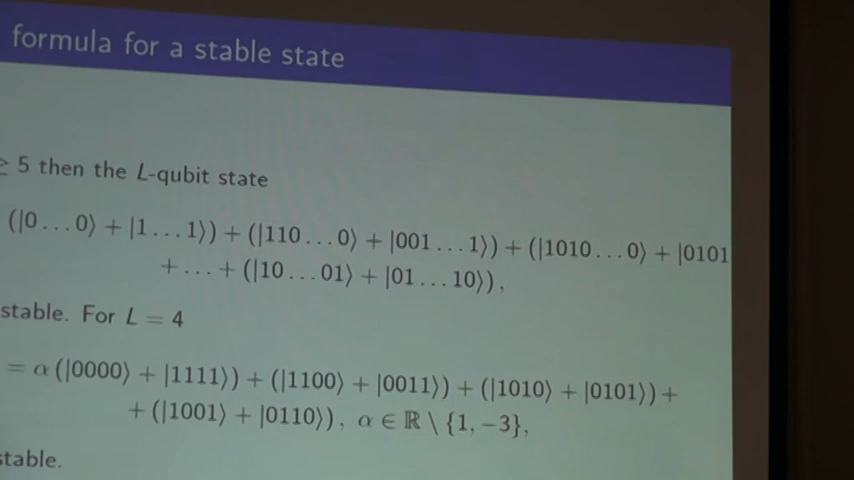 formula for a stable state
≥ 5 then the L-qubit state
(|0...0⟩ + |1...1⟩) + (|110...0⟩ + |001...1⟩) + (|1010...0⟩ + |0101
+ ... + (|10...01⟩ + |01...10⟩),
stable. For L = 4
= α (|0000⟩ + |1111⟩) + (|1100⟩ + |0011⟩) + (|1010⟩ + |0101⟩) +
+ (|1001⟩ + |0110⟩), α ∈ ℝ \ {1, −3},
stable.